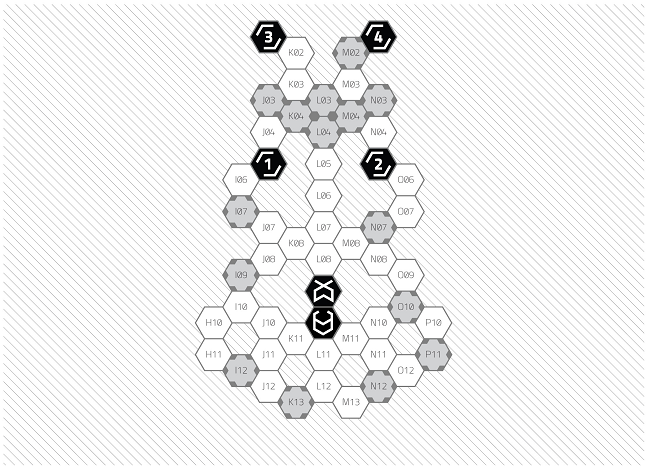 3 4
K02 M02
K03 M03
J03 L03 N03
K04 M04
J04 L04 N04
1 L05 2
I06 O06
L06
I07 O07
J07 L07 N07
K08 M08
J08 L08 N08
I09 O09
I10 O10
H10 J10 N10 P10
K11 M11
H11 J11 L11 N11 P11
I12 O12
J12 L12 N12
K13 M13